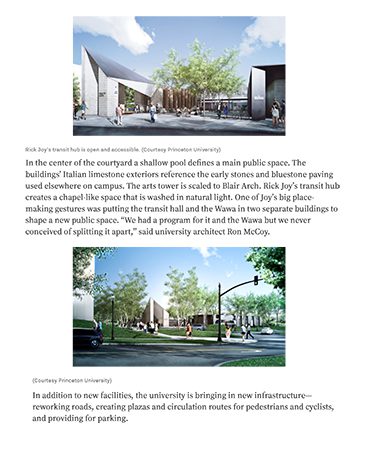 Rick Joy's transit hub is open and accessible. (Courtesy Princeton University)
In the center of the courtyard a shallow pool defines a main public space. The
buildings' Italian limestone exteriors reference the early stones and bluestone paving
used elsewhere on campus. The arts tower is scaled to Blair Arch. Rick Joy's transit hub
creates a chapel-like space that is washed in natural light. One of Joy's big place-
making gestures was putting the transit hall and the Wawa in two separate buildings to
shape a new public space. “We had a program for it and the Wawa but we never
conceived of splitting it apart,” said university architect Ron McCoy.
(Courtesy Princeton University)
In addition to new facilities, the university is bringing in new infrastructure—
reworking roads, creating plazas and circulation routes for pedestrians and cyclists,
and providing for parking.